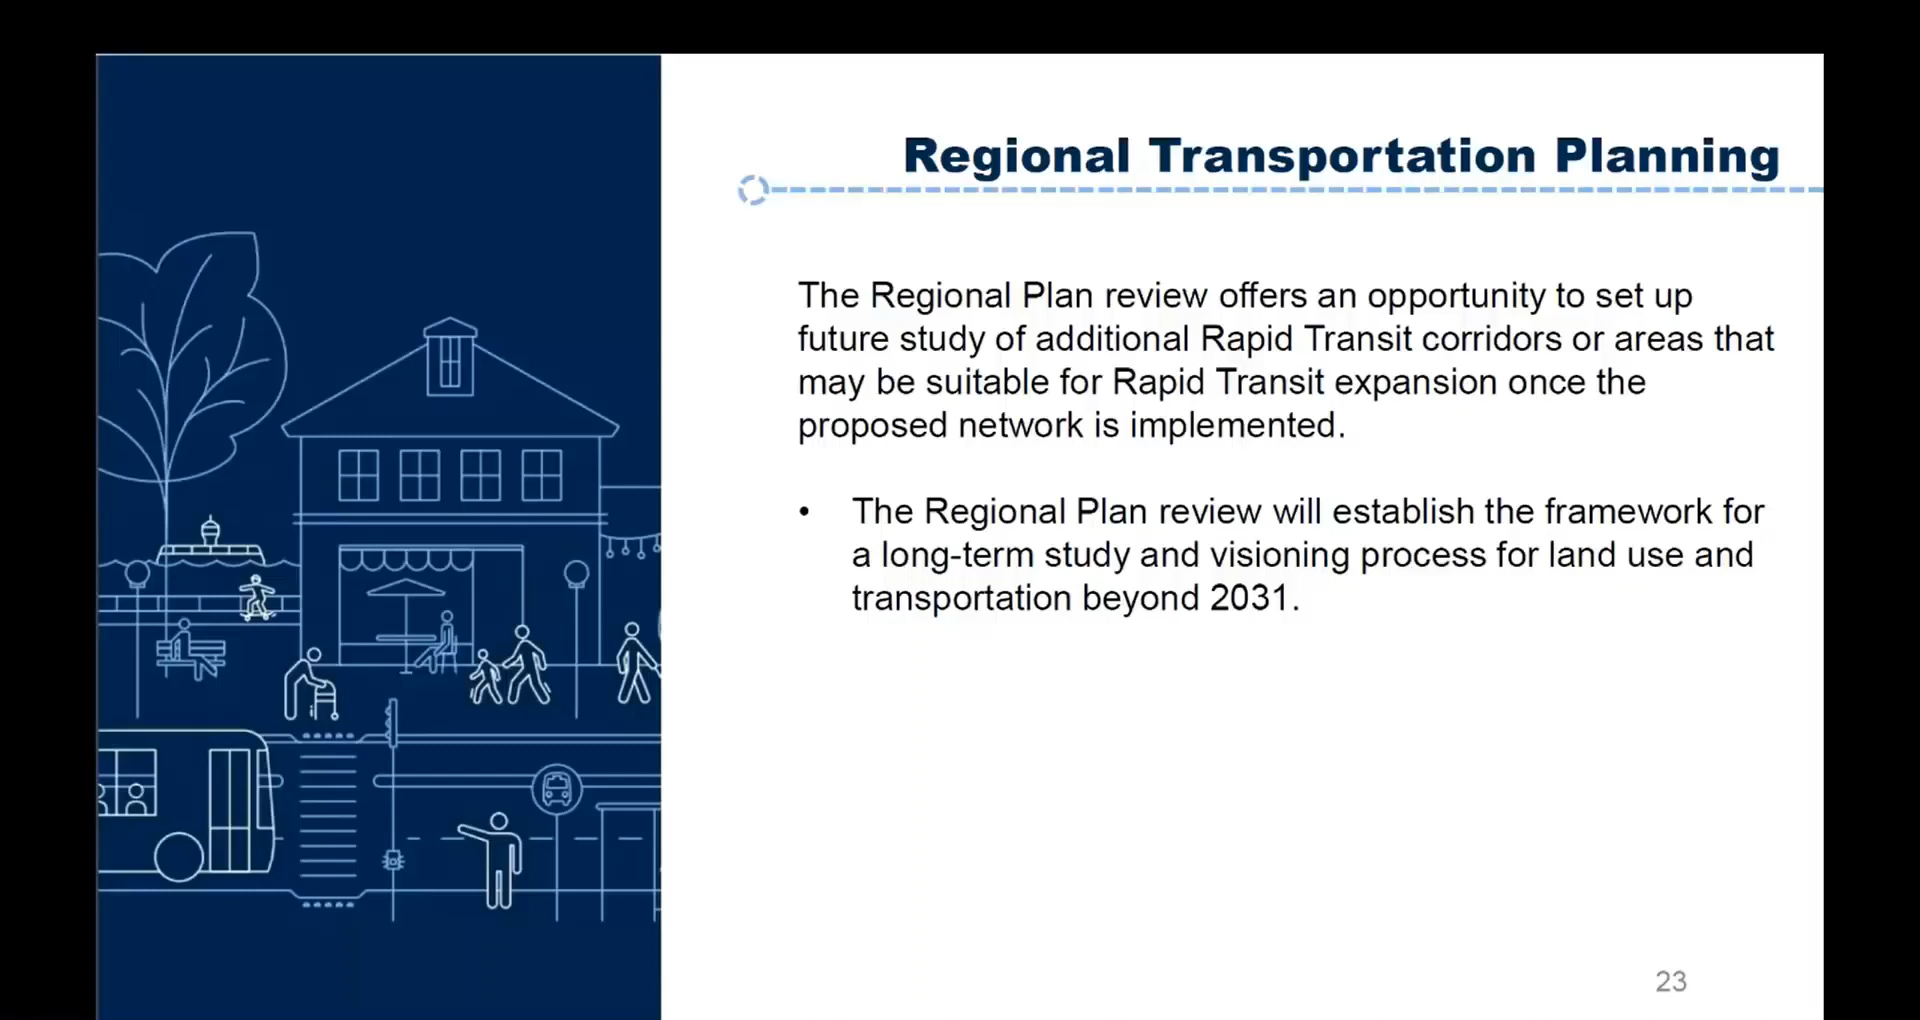 Regional Transportation Planning
The Regional Plan review offers an opportunity to set up
future study of additional Rapid Transit corridors or areas that
may be suitable for Rapid Transit expansion once the
proposed network is implemented.
• The Regional Plan review will establish the framework for
a long-term study and visioning process for land use and
transportation beyond 2031.
23